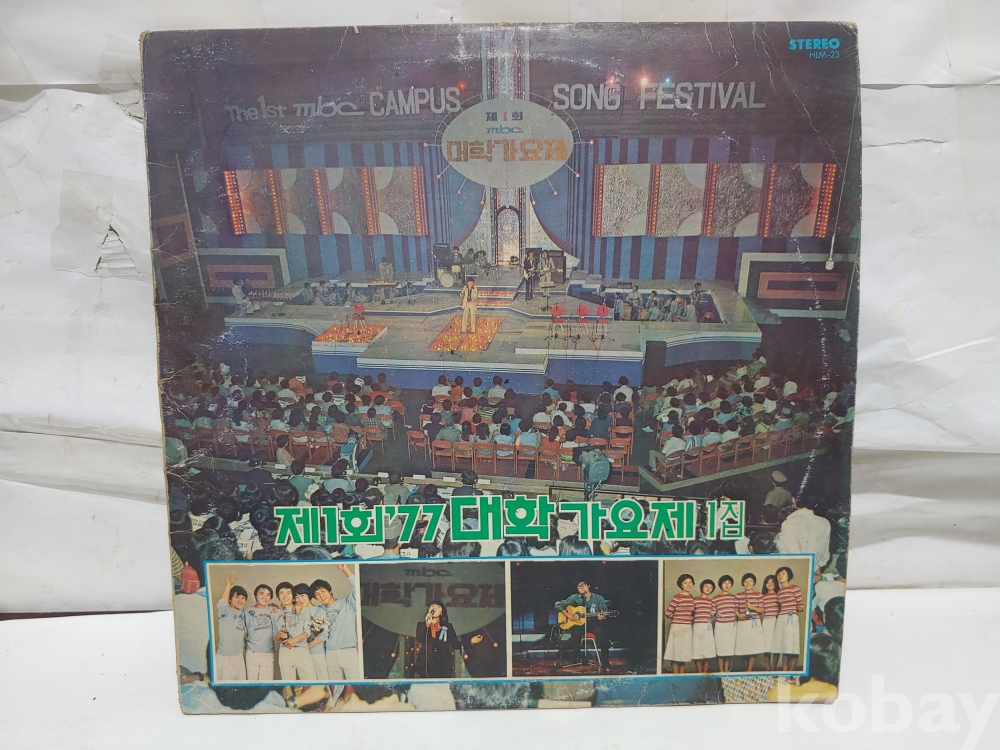 STEREO
HLM-23
The 1st mbc CAMPUS SONG FESTIVAL
제 1 회
mbc
대학가요제
제1회'77 대학가요제 1집
mbc
대학가요제
kobay